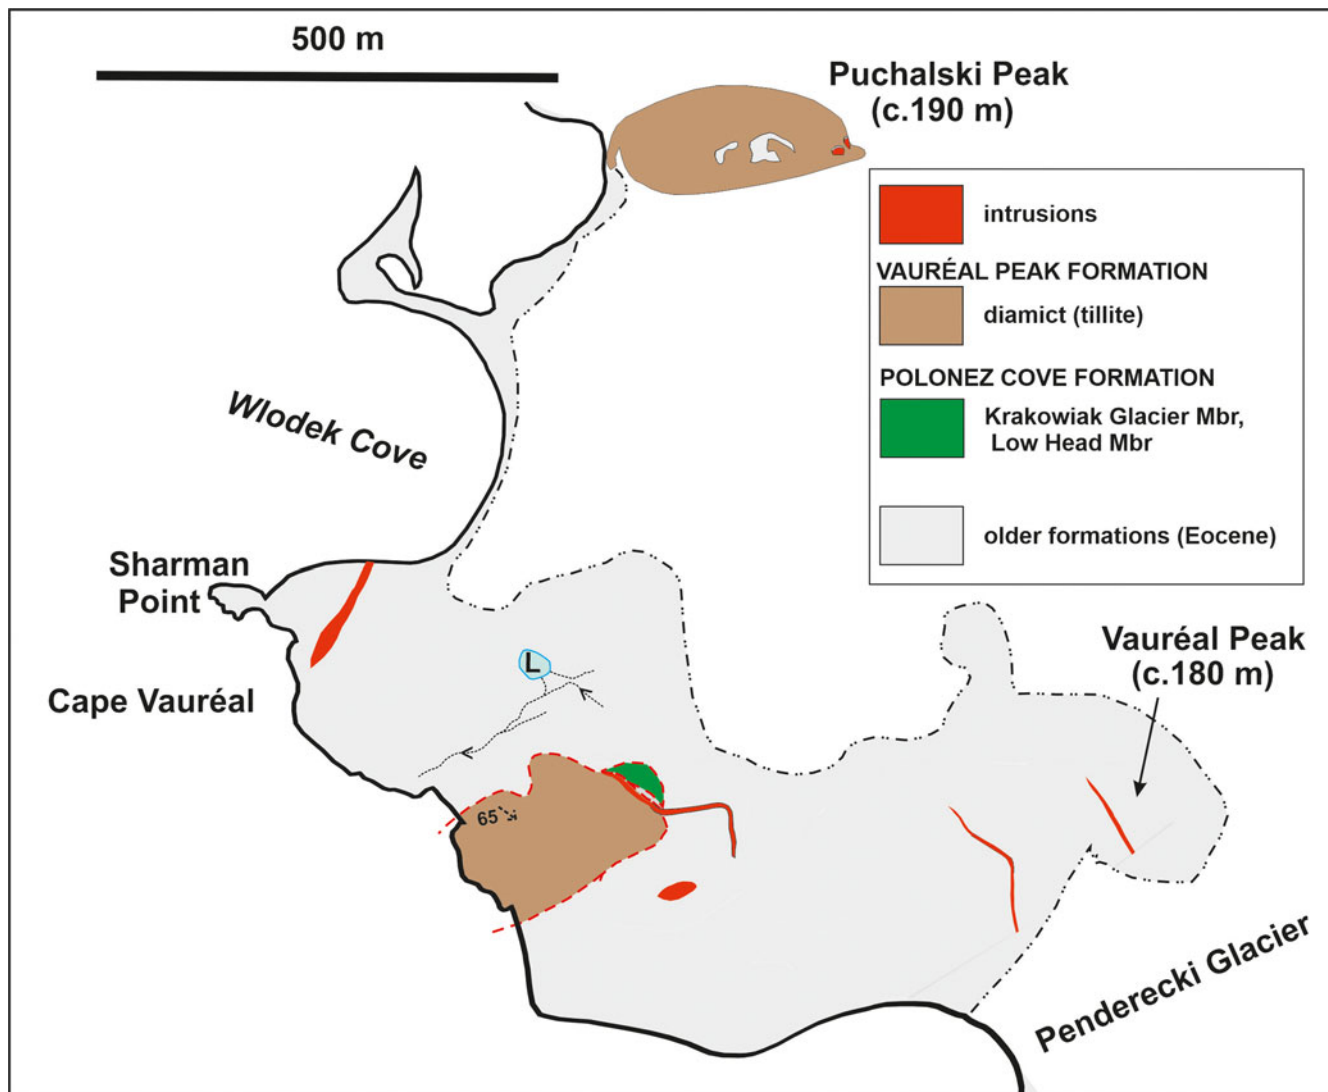 500 m
Puchalski Peak
(c.190 m)
intrusions
VAURÉAL PEAK FORMATION
diamict (tillite)
POLONEZ COVE FORMATION
Krakowiak Glacier Mbr,
Low Head Mbr
older formations (Eocene)
Wlodek Cove
Sharman
Point
Cape Vauréal
L
Vauréal Peak
(c.180 m)
65
Penderecki Glacier